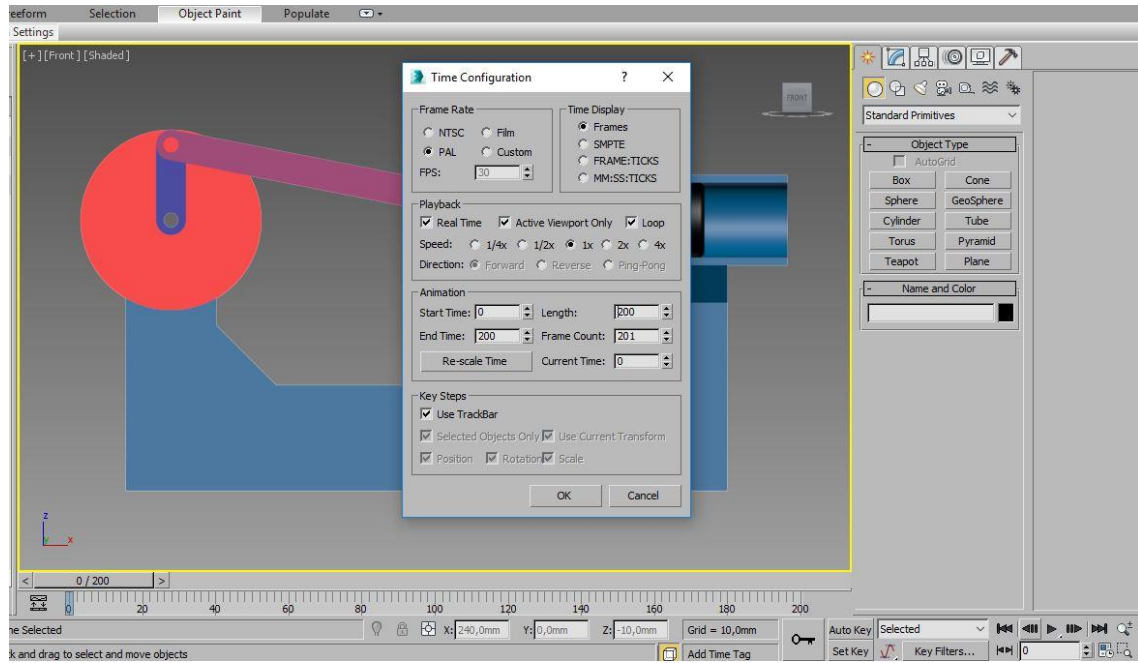 reeform Selection Object Paint Populate
Settings
[+] [Front] [Shaded]
FRONT
Time Configuration ? X
Frame Rate
NTSC Film
PAL Custom
FPS: 30
Time Display
Frames
SMPTE
FRAME:TICKS
MM:SS:TICKS
Playback
Real Time Active Viewport Only Loop
Speed: 1/4x 1/2x 1x 2x 4x
Direction: Forward Reverse Ping-Pong
Animation
Start Time: 0 Length: 200
End Time: 200 Frame Count: 201
Re-scale Time Current Time: 0
Key Steps
Use TrackBar
Selected Objects Only Use Current Transform
Position Rotation Scale
OK Cancel
Standard Primitives
- Object Type
AutoGrid
Box Cone
Sphere GeoSphere
Cylinder Tube
Torus Pyramid
Teapot Plane
- Name and Color
z
y x
< 0 / 200 >
0 20 40 60 80 100 120 140 160 180 200
ne Selected X: 240,0mm Y: 0,0mm Z: -10,0mm Grid = 10,0mm Auto Key Selected
k and drag to select and move objects Add Time Tag Set Key Key Filters... 0